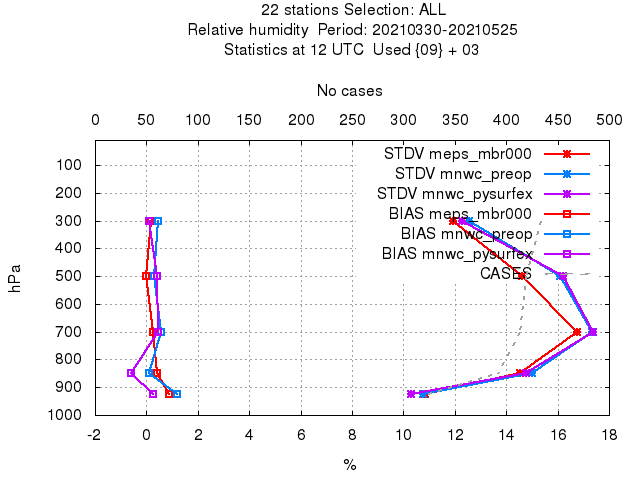 22 stations Selection: ALL
Relative humidity  Period: 20210330-20210525
Statistics at 12 UTC  Used {09} + 03
No cases
0 50 100 150 200 250 300 350 400 450 500
STDV meps_mbr000
STDV mnwc_preop
STDV mnwc_pysurfex
BIAS meps_mbr000
BIAS mnwc_preop
BIAS mnwc_pysurfex
CASES
hPa
100
200
300
400
500
600
700
800
900
1000
-2 0 2 4 6 8 10 12 14 16 18
%